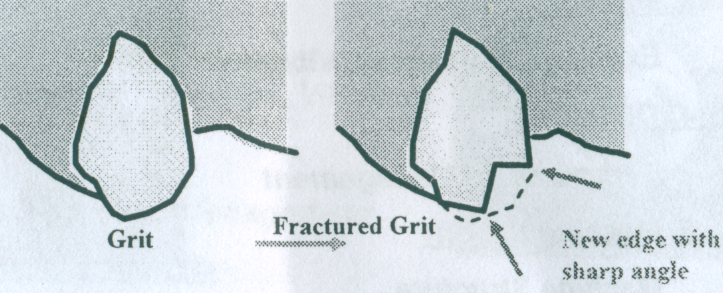 Grit
Fractured Grit
New edge with
sharp angle